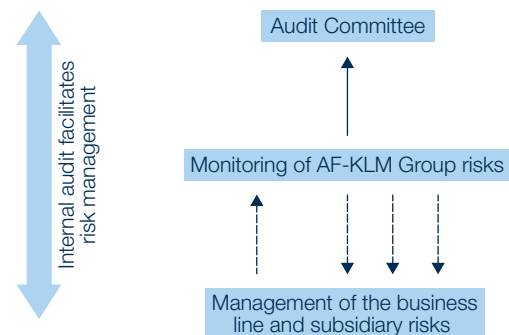 Audit Committee
Internal audit facilitates
risk management
Monitoring of AF-KLM Group risks
Management of the business
line and subsidiary risks